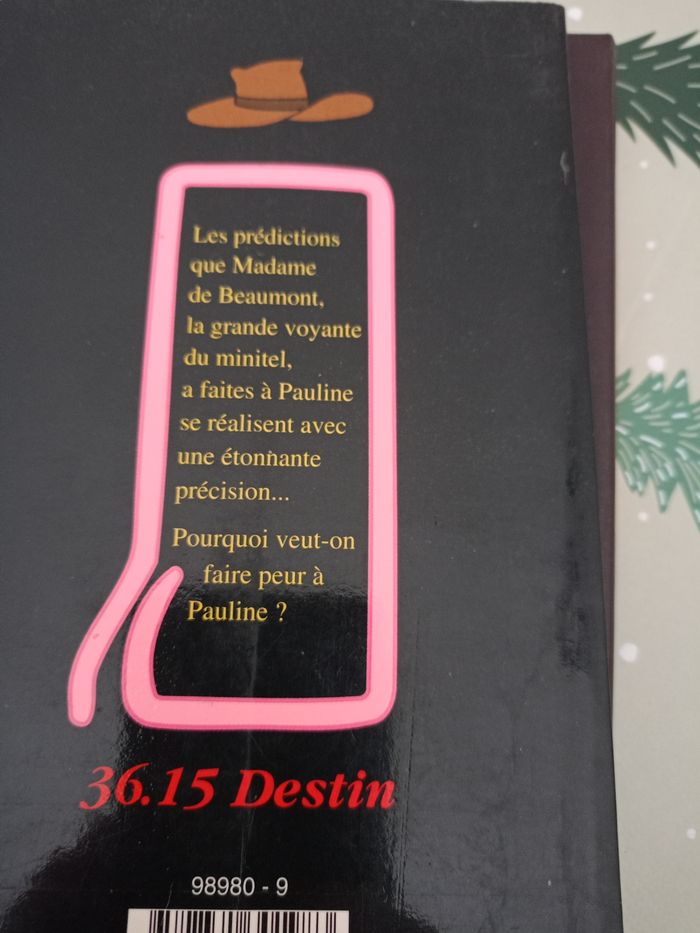 Les prédictions
que Madame
de Beaumont,
la grande voyante
du minitel,
a faites à Pauline
se réalisent avec
une étonnante
précision...
Pourquoi veut-on
faire peur à
Pauline ?
36.15 Destin
98980 - 9